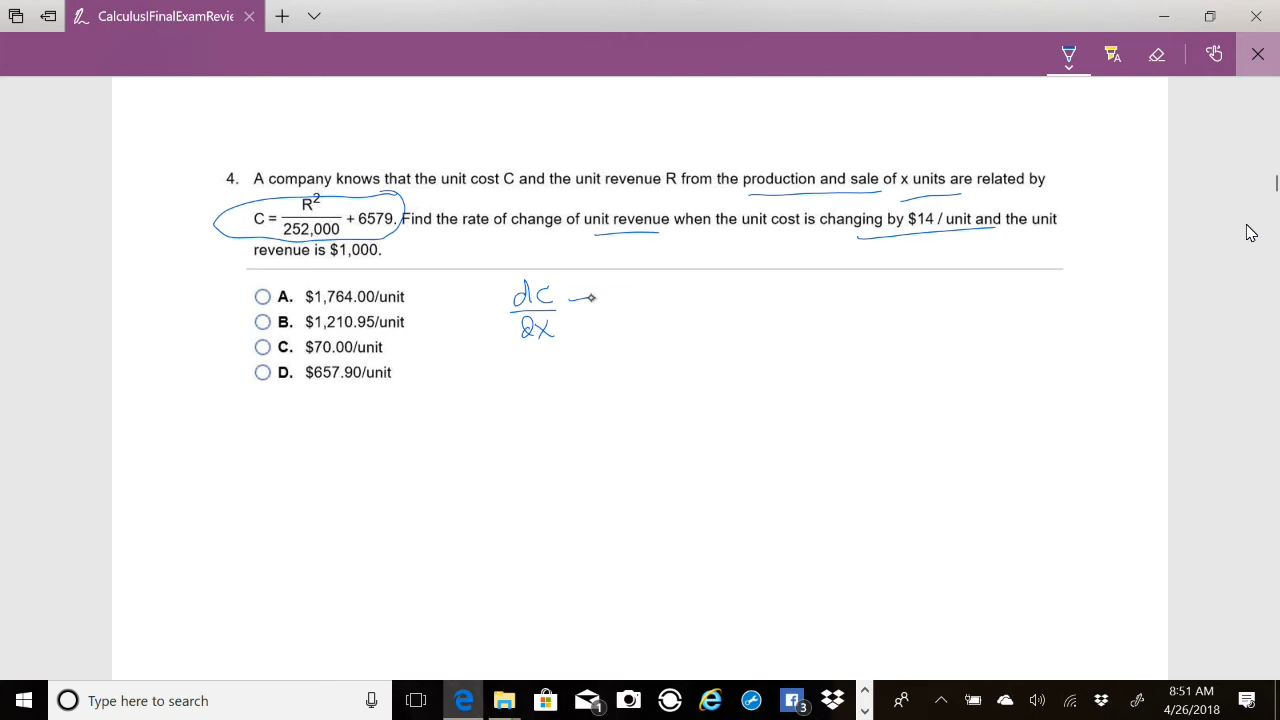 CalculusIFinalExamRevie
4. A company knows that the unit cost C and the unit revenue R from the production and sale of x units are related by
C = R² / 252,000 + 6579. Find the rate of change of unit revenue when the unit cost is changing by $14 / unit and the unit
revenue is $1,000.
A. $1,764.00/unit
B. $1,210.95/unit
C. $70.00/unit
D. $657.90/unit
dC
dx
Type here to search
1
3
8:51 AM
4/26/2018